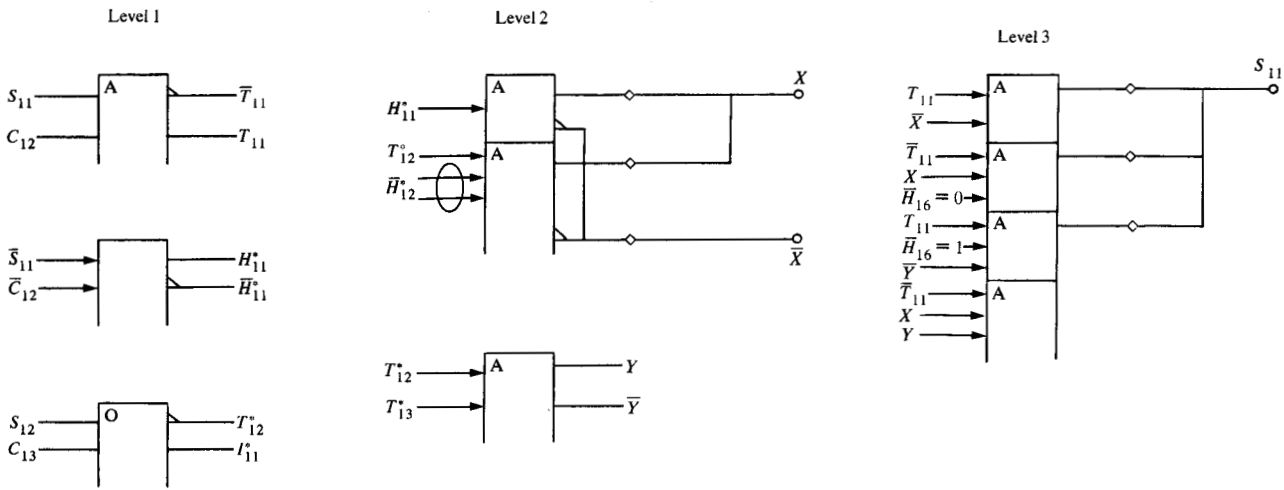 Level 1
Level 2
Level 3
S₁₁
C₁₂
A
T̅₁₁
T₁₁
S̅₁₁
C̅₁₂
H*₁₁
H̅*₁₁
S₁₂
C₁₃
O
T*₁₂
I*₁₁
H*₁₁
T°₁₂
H̅*₁₂
A
A
X
X̅
T*₁₂
T*₁₃
A
Y
Y̅
T₁₁
X̅
T̅₁₁
X
H̅₁₆ = 0
T₁₁
H̅₁₆ = 1
Y̅
T̅₁₁
X
Y
A
A
A
A
S₁₁